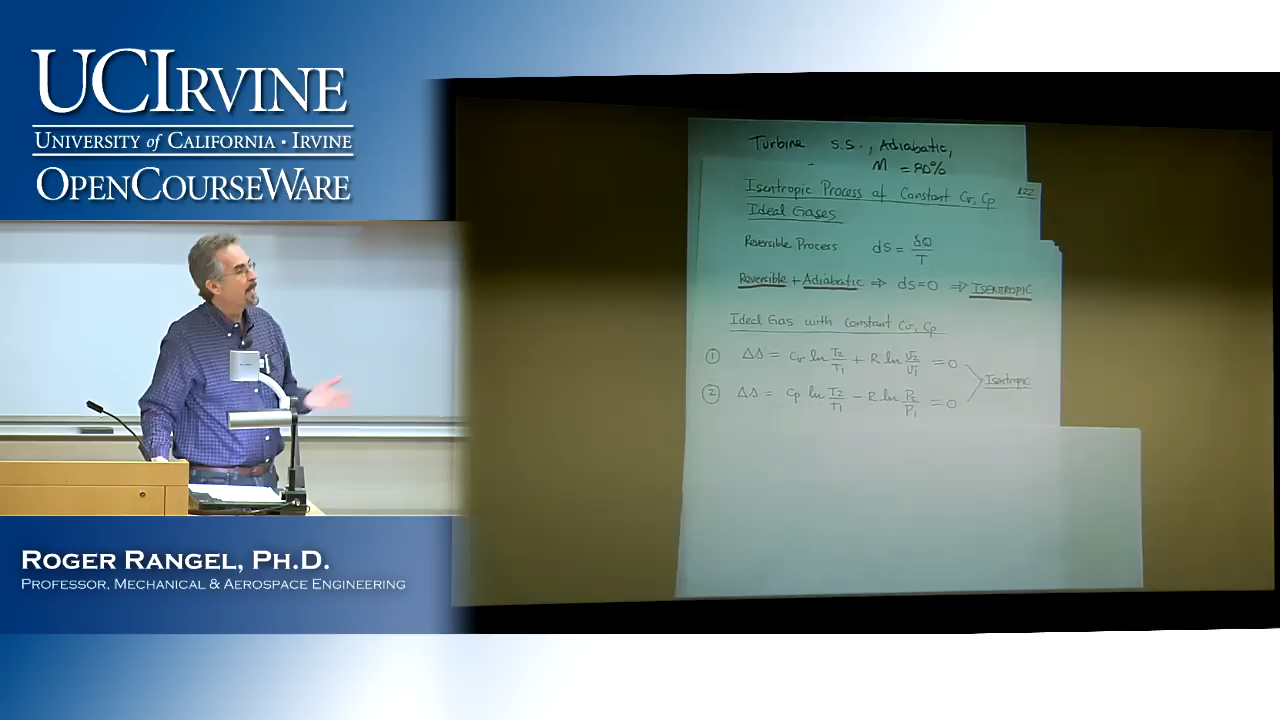 UCIRVINE
UNIVERSITY of CALIFORNIA · IRVINE
OPENCOURSEWARE
ROGER RANGEL, PH.D.
PROFESSOR, MECHANICAL & AEROSPACE ENGINEERING
Turbine S.S., Adiabatic,
η = 80%
Isentropic Process of Constant Cv, Cp
122
Ideal Gases
Reversible Process dS = δQ/T
Reversible + Adiabatic ⇒ dS=0 ⇒ ISENTROPIC
Ideal Gas with Constant Cv, Cp
① Δs = Cv ln T2/T1 + R ln v2/v1 = 0
Isentropic
② Δs = Cp ln T2/T1 − R ln P2/P1 = 0